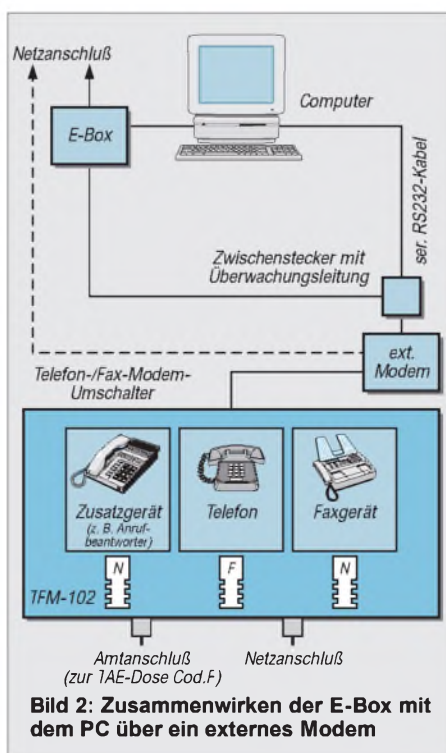 Netzanschluß
Computer
E-Box
ser. RS232-Kabel
Zwischenstecker mit
Überwachungsleitung
ext.
Modem
Telefon-/Fax-Modem-
Umschalter
Zusatzgerät
(z. B. Anruf-
beantworter)
Telefon
Faxgerät
N
F
N
TFM-102
Amtanschluß
(zur TAE-Dose Cod.F)
Netzanschluß
Bild 2: Zusammenwirken der E-Box mit
dem PC über ein externes Modem